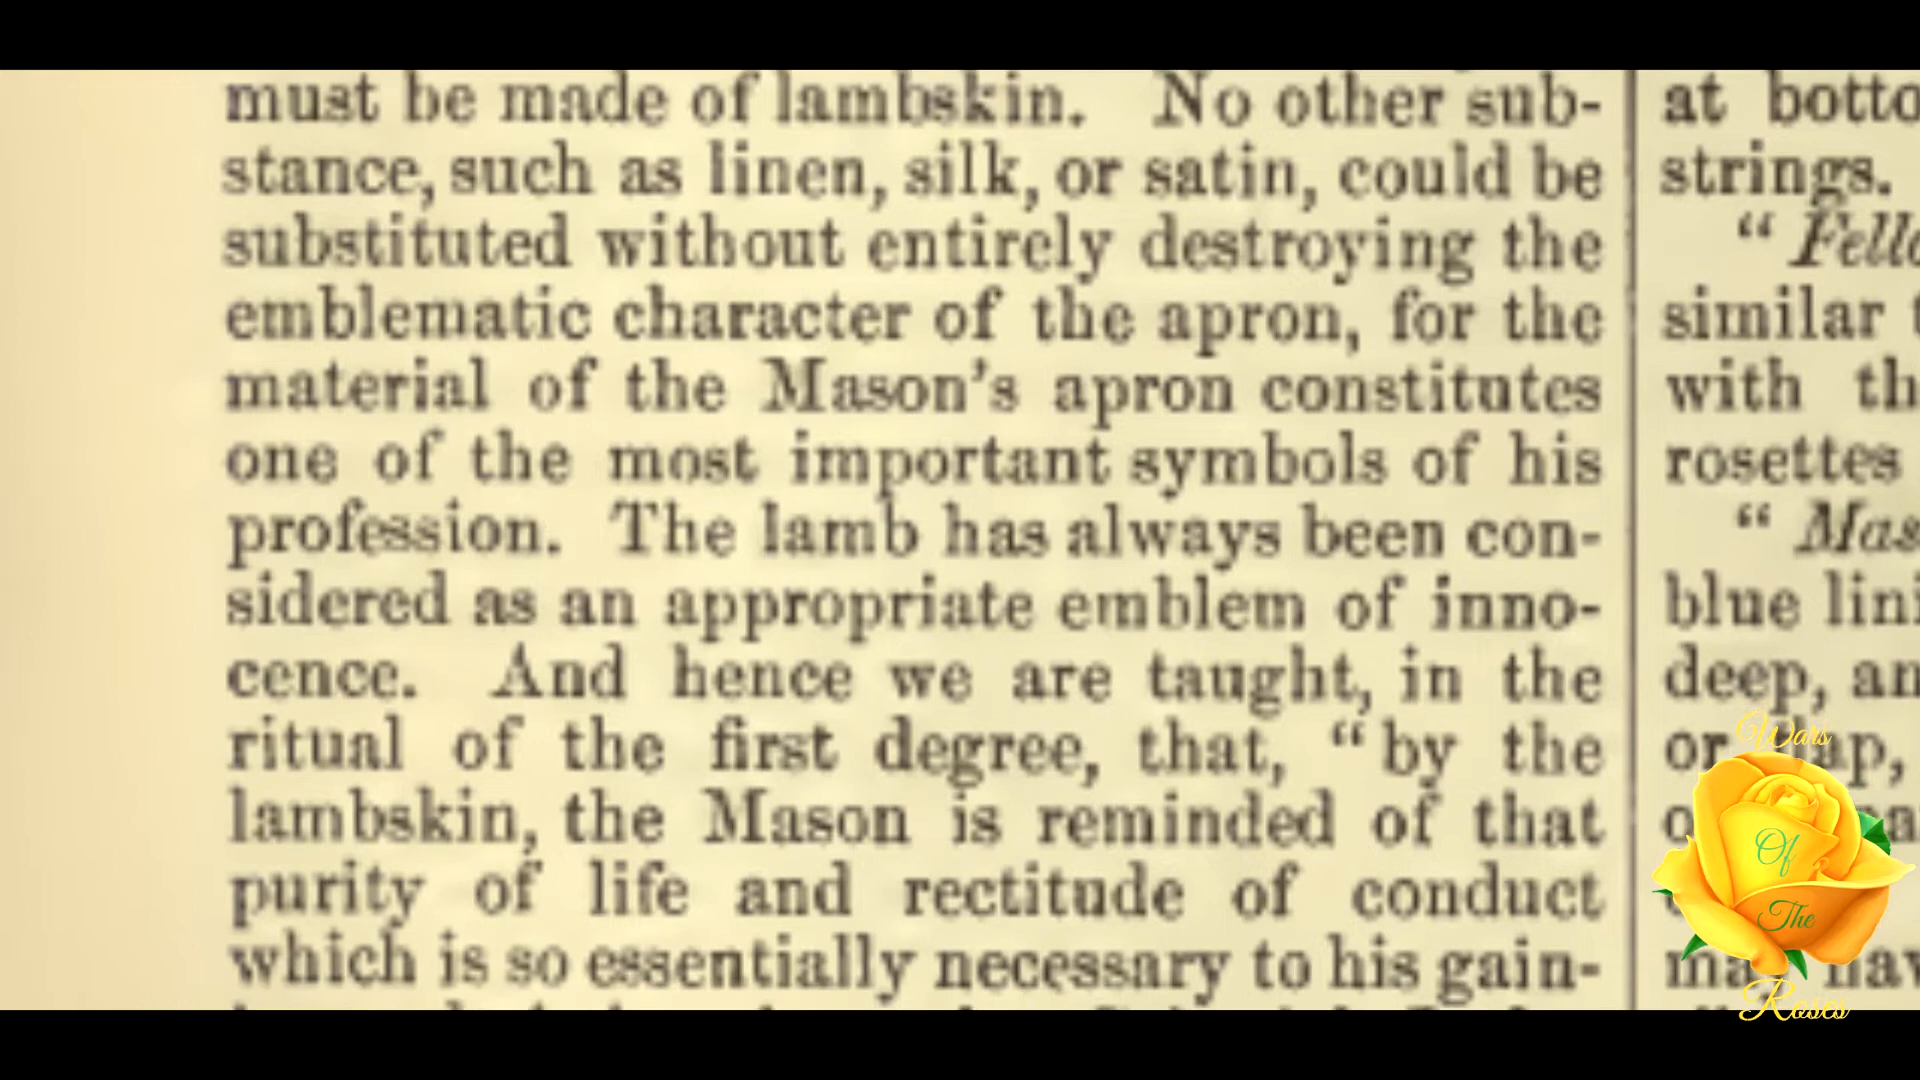 must be made of lambskin. No other sub-
stance, such as linen, silk, or satin, could be
substituted without entirely destroying the
emblematic character of the apron, for the
material of the Mason's apron constitutes
one of the most important symbols of his
profession. The lamb has always been con-
sidered as an appropriate emblem of inno-
cence. And hence we are taught, in the
ritual of the first degree, that, "by the
lambskin, the Mason is reminded of that
purity of life and rectitude of conduct
which is so essentially necessary to his gain-
at botto
strings.
"Fello
similar t
with th
rosettes
"Mas
blue lini
deep, an
or
Wars
Of
The
Roses